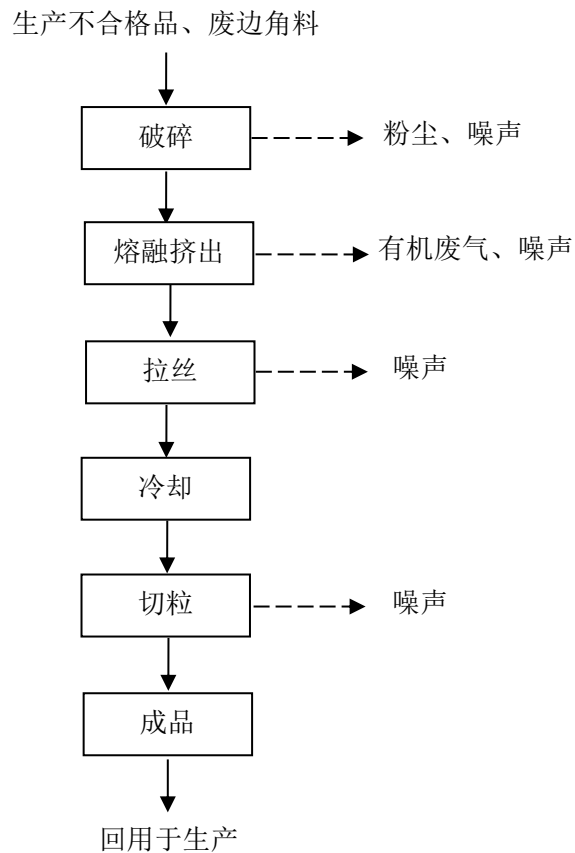 生产不合格品、废边角料
破碎
粉尘、噪声
熔融挤出
有机废气、噪声
拉丝
噪声
冷却
切粒
噪声
成品
回用于生产